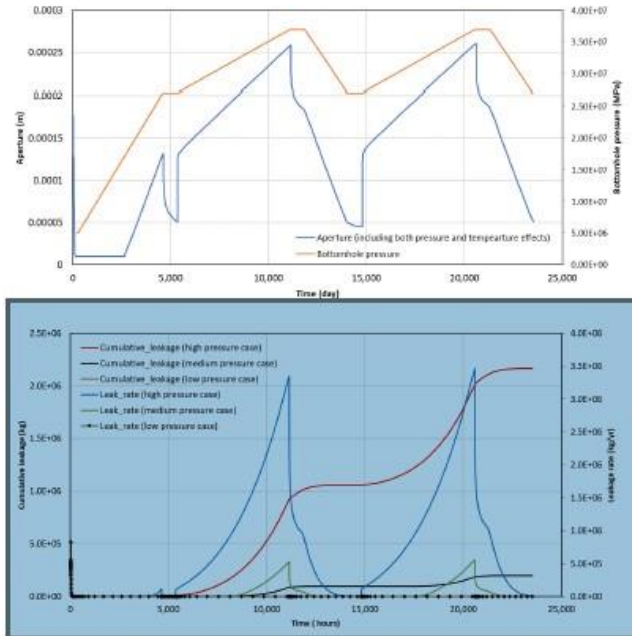 0.0003
0.00025
0.0002
0.00015
0.0001
0.00005
0
Aperture (m)
4.00E+07
3.50E+07
3.00E+07
2.50E+07
2.00E+07
1.50E+07
1.00E+07
5.00E+06
0.00E+00
Bottomhole pressure (MPa)
Aperture (including both pressure and tempearture effects)
Bottomhole pressure
0
5,000
10,000
15,000
20,000
25,000
Time (day)
2.5E+06
2.0E+06
1.5E+06
1.0E+06
5.0E+05
0.0E+00
Cumulative leakage (kg)
Cumulative_leakage (high pressure case)
Cumulative_leakage (medium pressure case)
Cumulative_leakage (low pressure case)
Leak_rate (high pressure case)
Leak_rate (medium pressure case)
Leak_rate (low pressure case)
4.0E+06
3.5E+06
3.0E+06
2.5E+06
2.0E+06
1.5E+06
1.0E+06
5.0E+05
0.0E+00
Leakage rate (kg/yr)
0
5,000
10,000
15,000
20,000
25,000
Time ( hours)